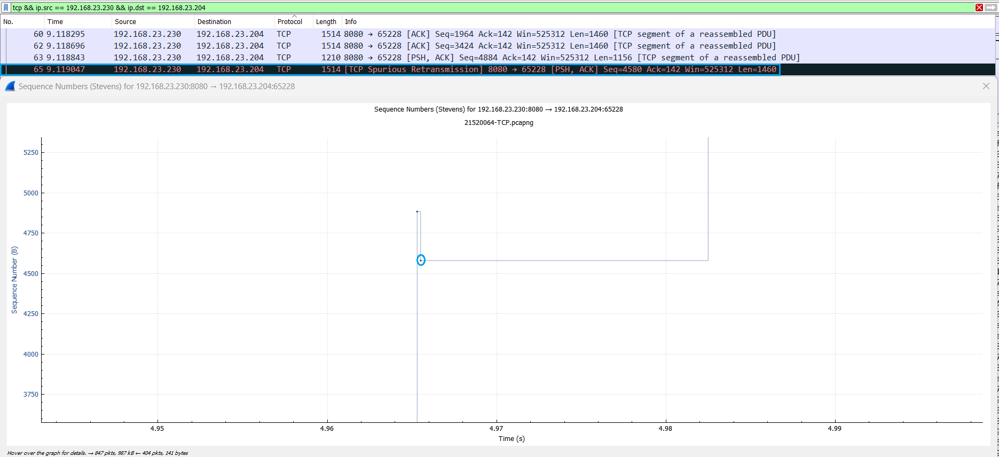 tcp && ip.src == 192.168.23.230 && ip.dst == 192.168.23.204
No. Time Source Destination Protocol Length Info
60 9.118295 192.168.23.230 192.168.23.204 TCP 1514 8080 → 65228 [ACK] Seq=1964 Ack=142 Win=525312 Len=1460 [TCP segment of a reassembled PDU]
62 9.118696 192.168.23.230 192.168.23.204 TCP 1514 8080 → 65228 [ACK] Seq=3424 Ack=142 Win=525312 Len=1460 [TCP segment of a reassembled PDU]
63 9.118843 192.168.23.230 192.168.23.204 TCP 1210 8080 → 65228 [PSH, ACK] Seq=4884 Ack=142 Win=525312 Len=1156 [TCP segment of a reassembled PDU]
65 9.119047 192.168.23.230 192.168.23.204 TCP 1514 [TCP Spurious Retransmission] 8080 → 65228 [PSH, ACK] Seq=4580 Ack=142 Win=525312 Len=1460
Sequence Numbers (Stevens) for 192.168.23.230:8080 → 192.168.23.204:65228
Sequence Numbers (Stevens) for 192.168.23.230:8080 → 192.168.23.204:65228
21520064-TCP.pcapng
5250
5000
4750
4500
4250
4000
3750
Sequence Number (B)
4.95 4.96 4.97 4.98 4.99
Time (s)
Hover over the graph for details. → 847 pkts, 987 kB ← 404 pkts, 141 bytes